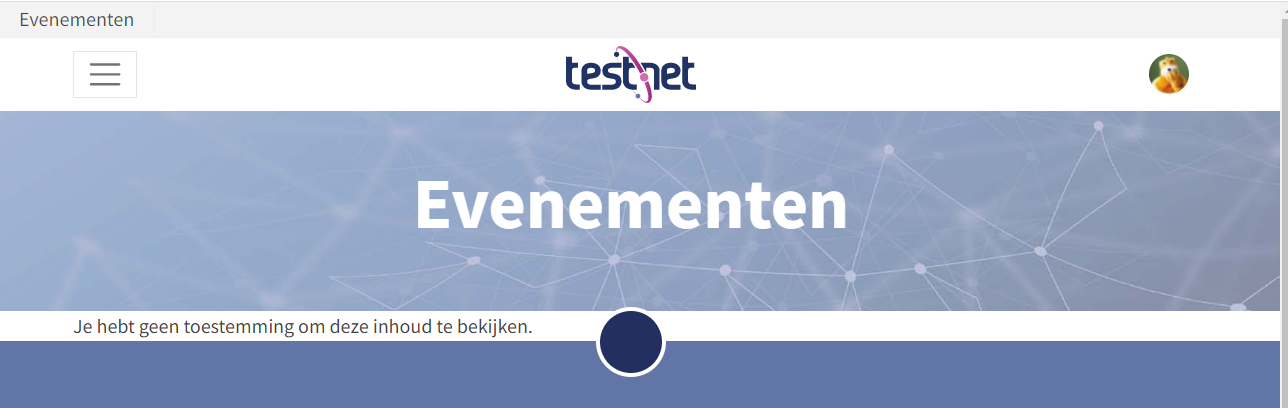 Evenementen
testnet
Evenementen
Je hebt geen toestemming om deze inhoud te bekijken.